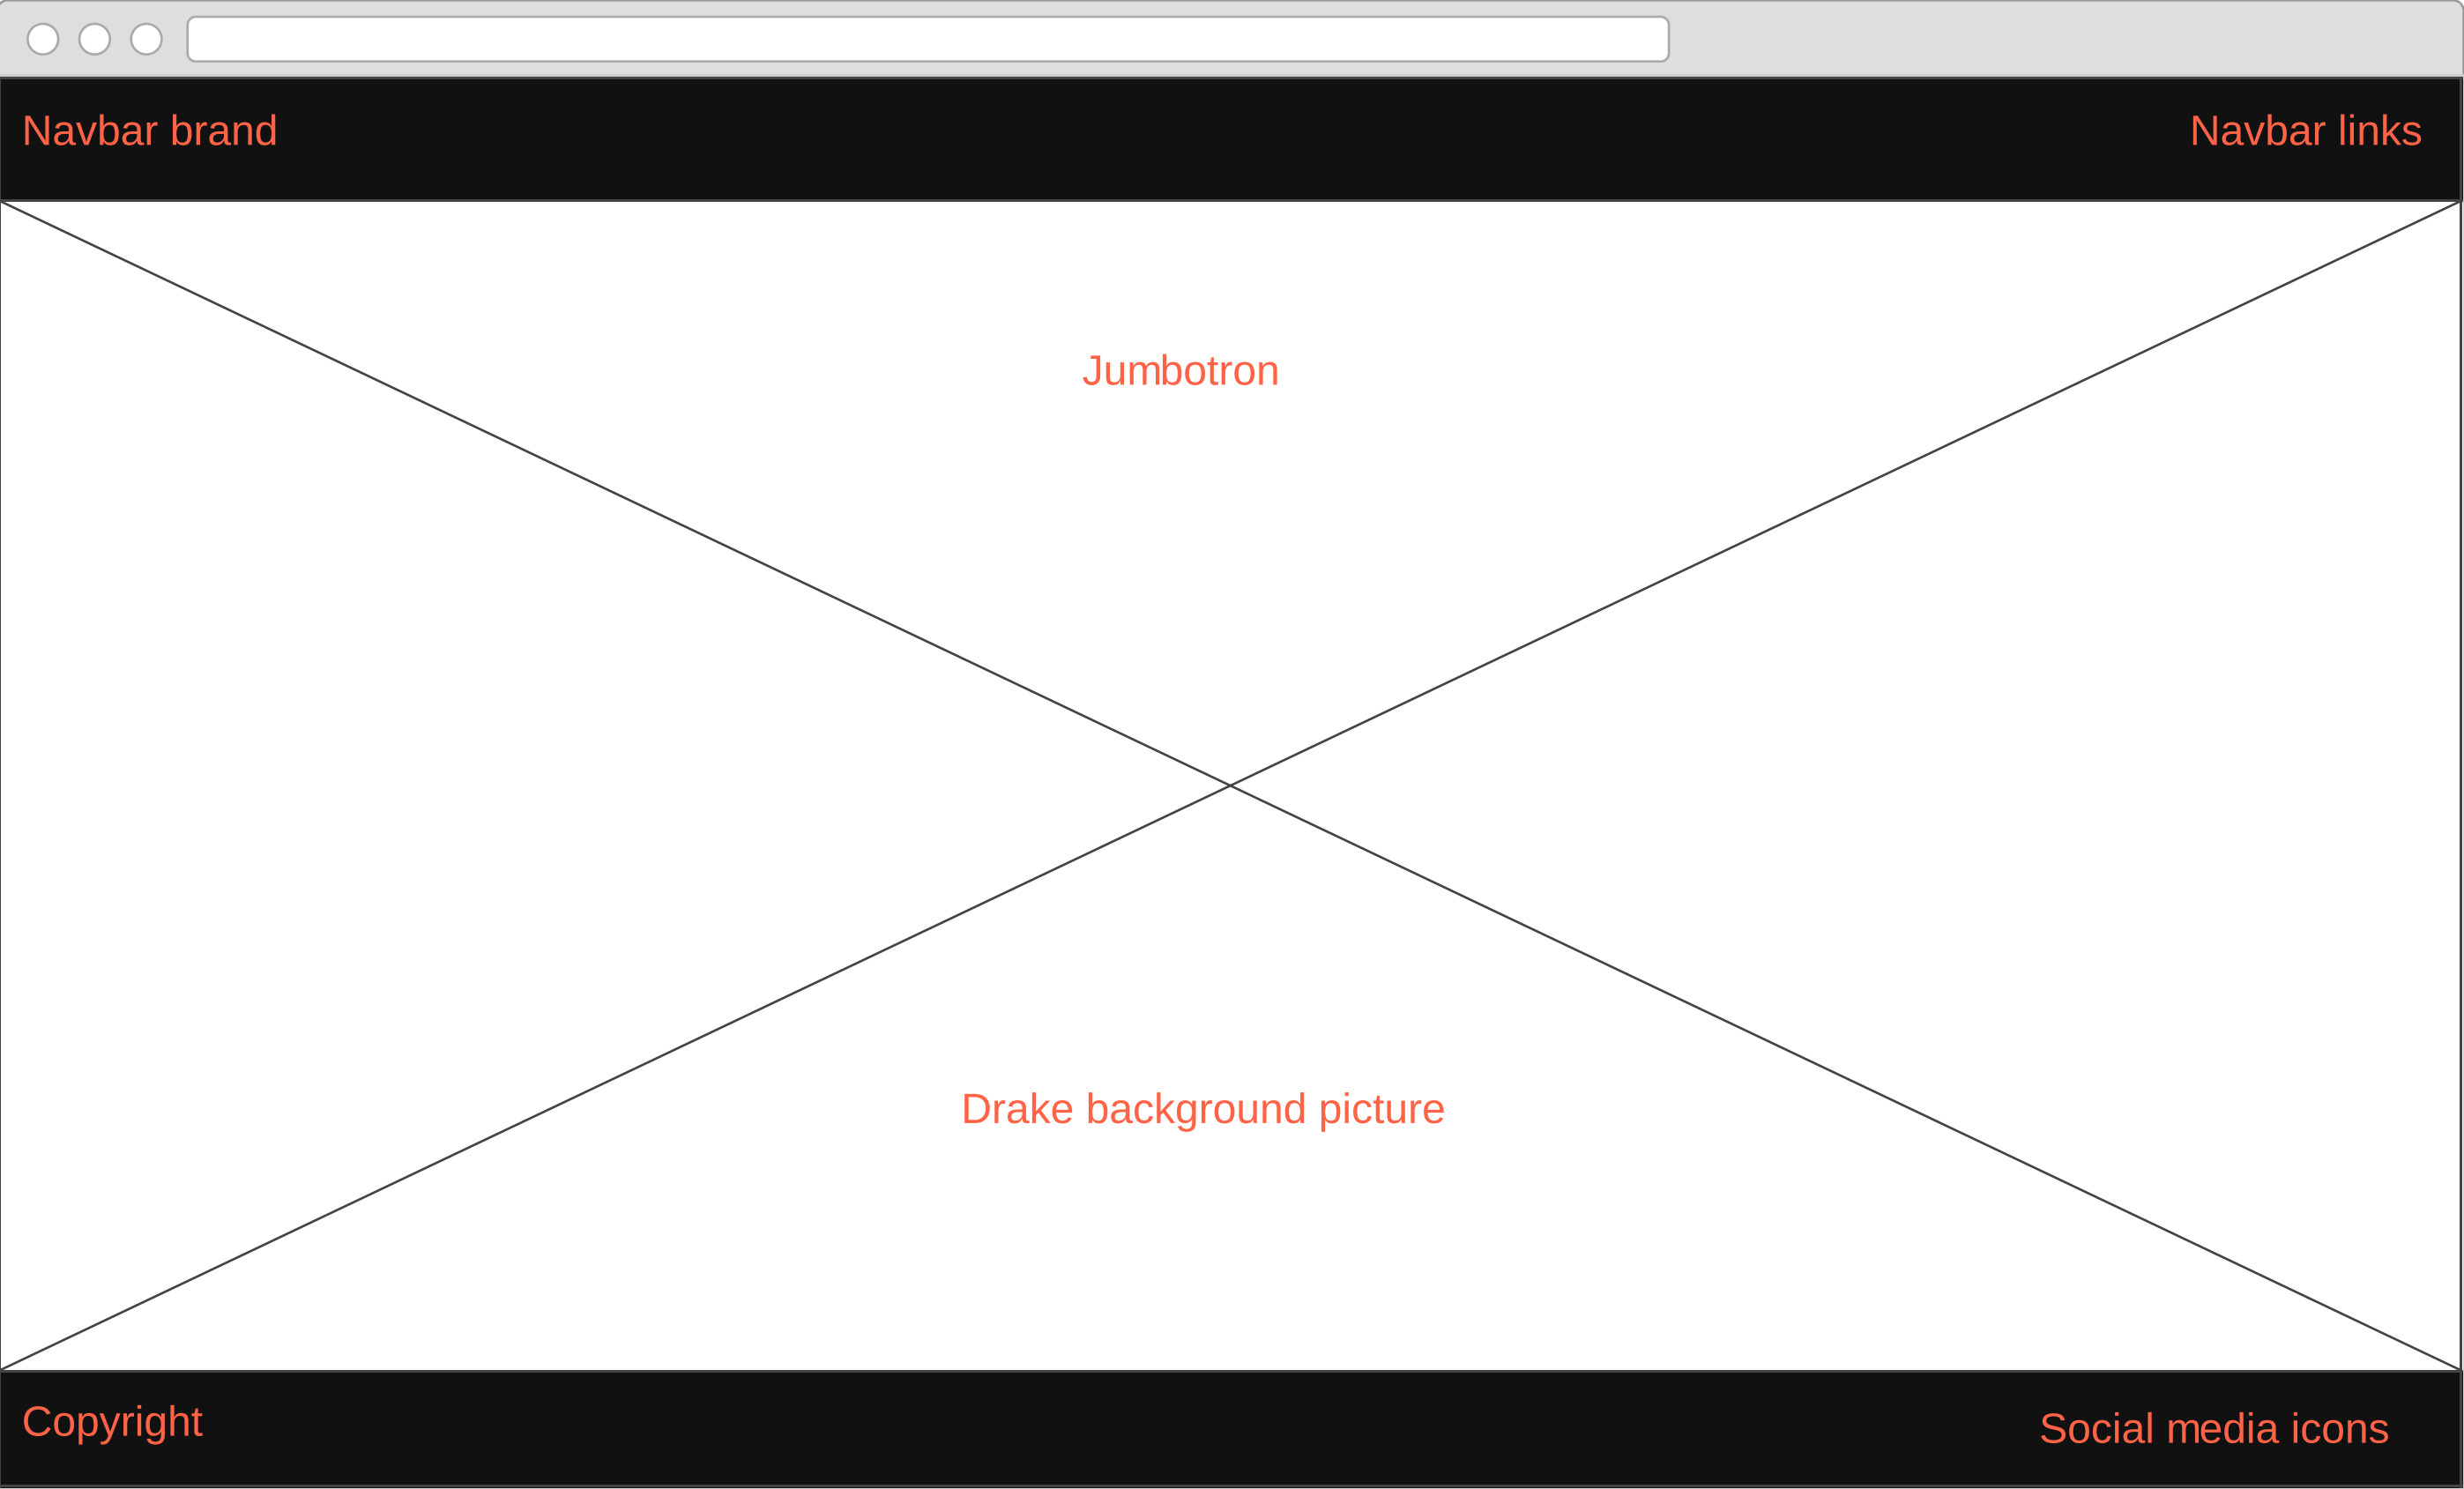 Navbar brand
Navbar links
Jumbotron
Drake background picture
Copyright
Social media icons